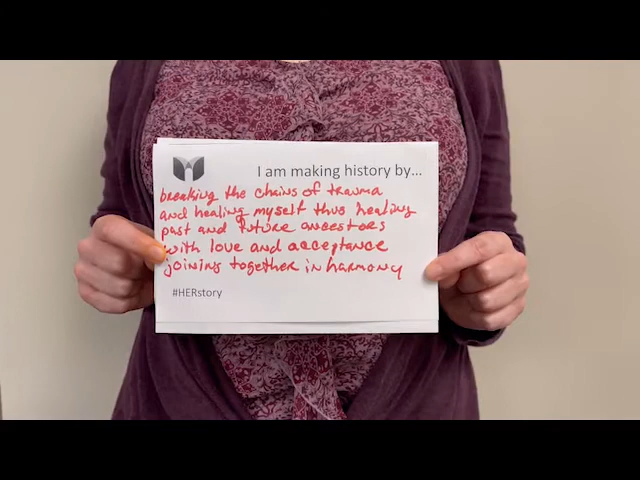 I am making history by...
breaking the chains of trauma
and healing myself thus healing
past and future ancestors
with love and acceptance
joining together in harmony
#HERstory